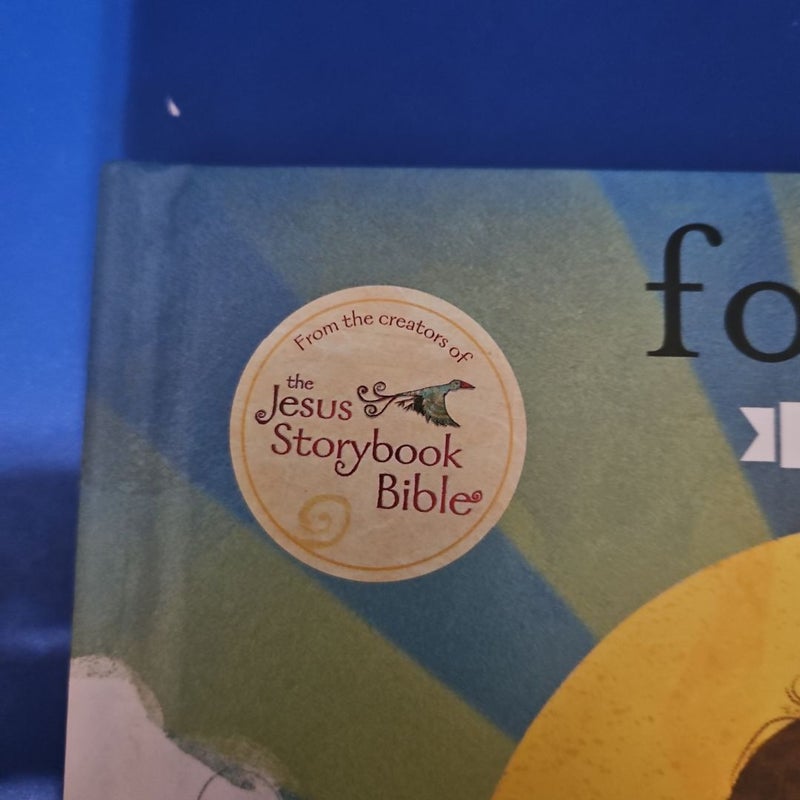 From the creators of
the
Jesus
Storybook
Bible
fo